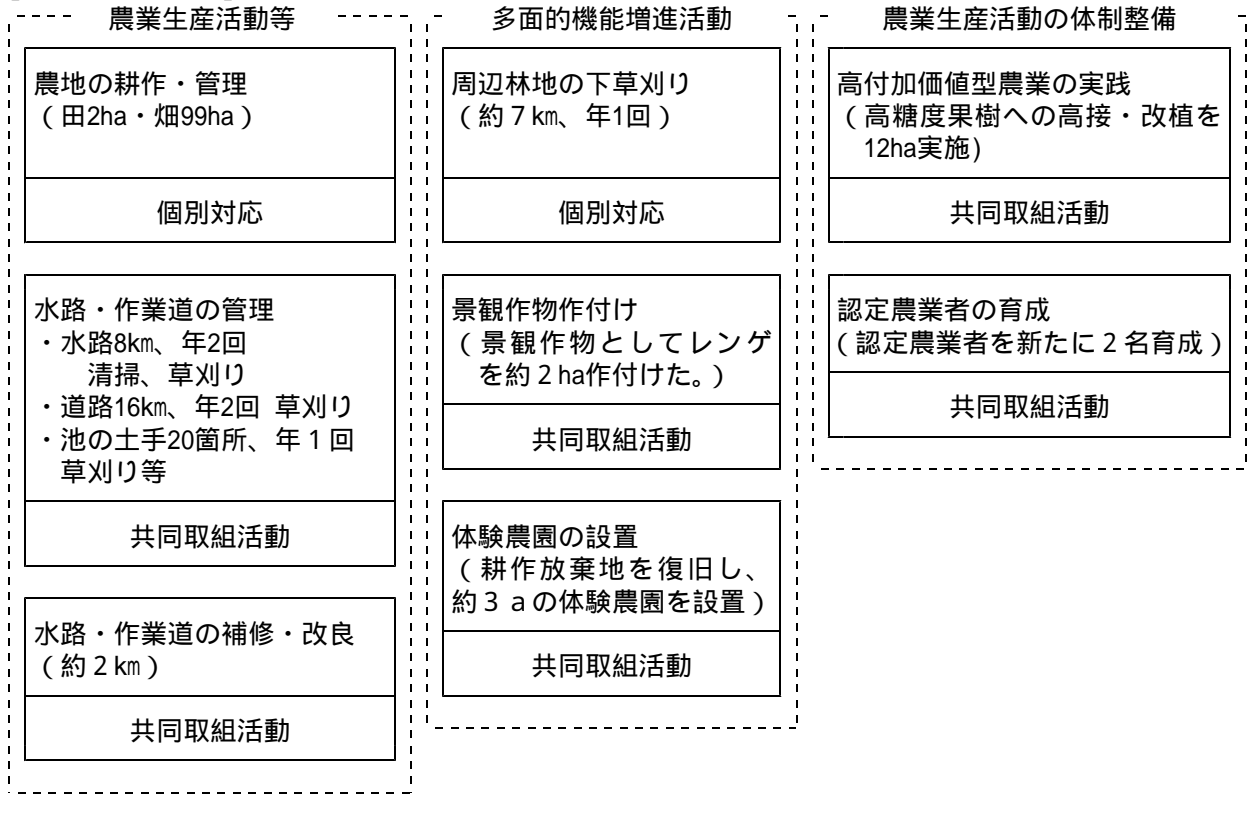 農業生産活動等
農地の耕作・管理
（田2ha・畑99ha）
個別対応
水路・作業道の管理
・水路8㎞、年2回
清掃、草刈り
・道路16㎞、年2回 草刈り
・池の土手20箇所、年１回
草刈り等
共同取組活動
水路・作業道の補修・改良
（約２㎞）
共同取組活動
多面的機能増進活動
周辺林地の下草刈り
（約７㎞、年1回）
個別対応
景観作物作付け
（景観作物としてレンゲ
を約２ha作付けた。）
共同取組活動
体験農園の設置
（耕作放棄地を復旧し、
約３ａの体験農園を設置）
共同取組活動
農業生産活動の体制整備
高付加価値型農業の実践
（高糖度果樹への高接・改植を
12ha実施)
共同取組活動
認定農業者の育成
（認定農業者を新たに２名育成）
共同取組活動